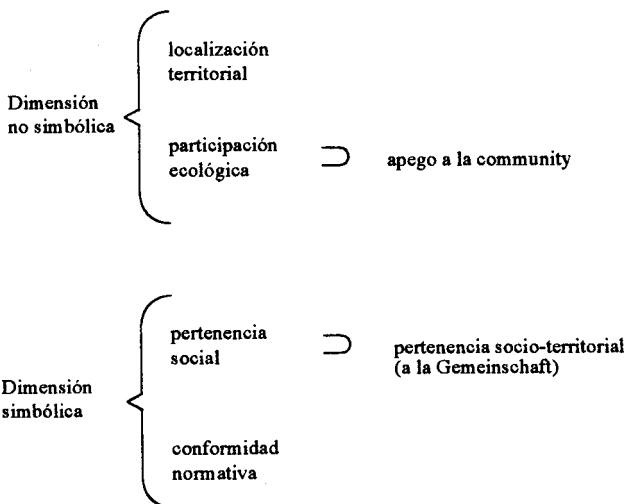 localización
territorial
Dimensión
no simbólica
participación
ecológica
apego a la community
pertenencia
social
pertenencia socio-territorial
(a la Gemeinschaft)
Dimensión
simbólica
conformidad
normativa